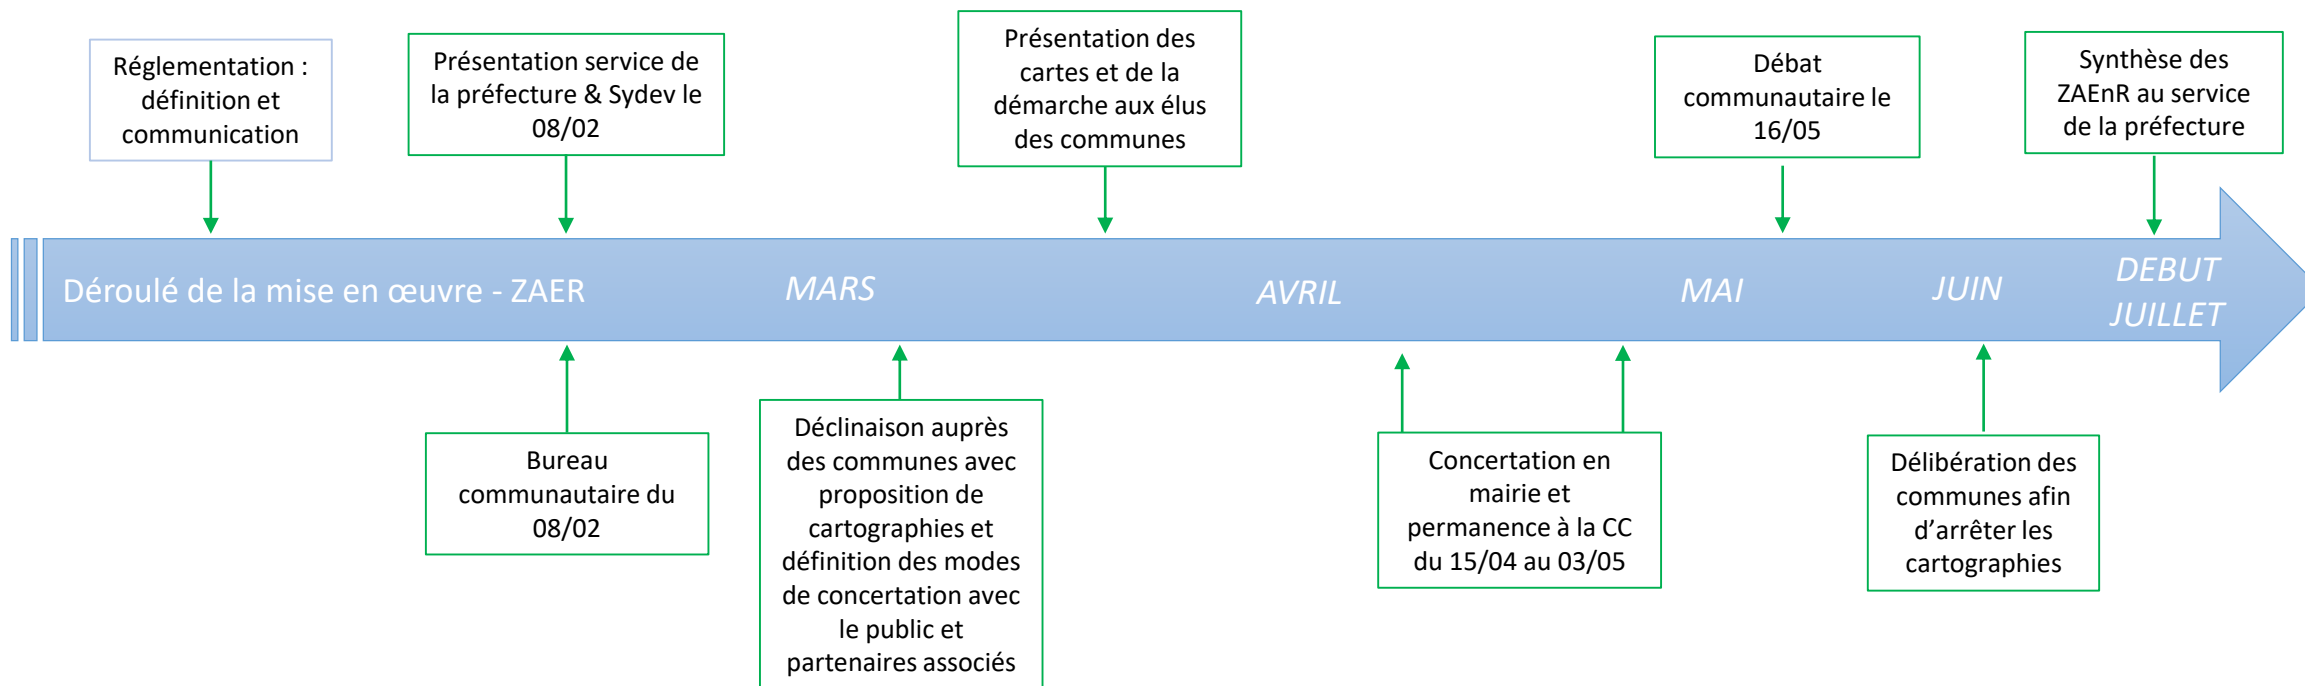 Réglementation :
définition et
communication
Présentation service de
la préfecture & Sydev le
08/02
Présentation des
cartes et de la
démarche aux élus
des communes
Débat
communautaire le
16/05
Synthèse des
ZAEnR au service
de la préfecture
Déroulé de la mise en œuvre - ZAER
MARS
AVRIL
MAI
JUIN
DEBUT
JUILLET
Bureau
communautaire du
08/02
Déclinaison auprès
des communes avec
proposition de
cartographies et
définition des modes
de concertation avec
le public et
partenaires associés
Concertation en
mairie et
permanence à la CC
du 15/04 au 03/05
Délibération des
communes afin
d’arrêter les
cartographies